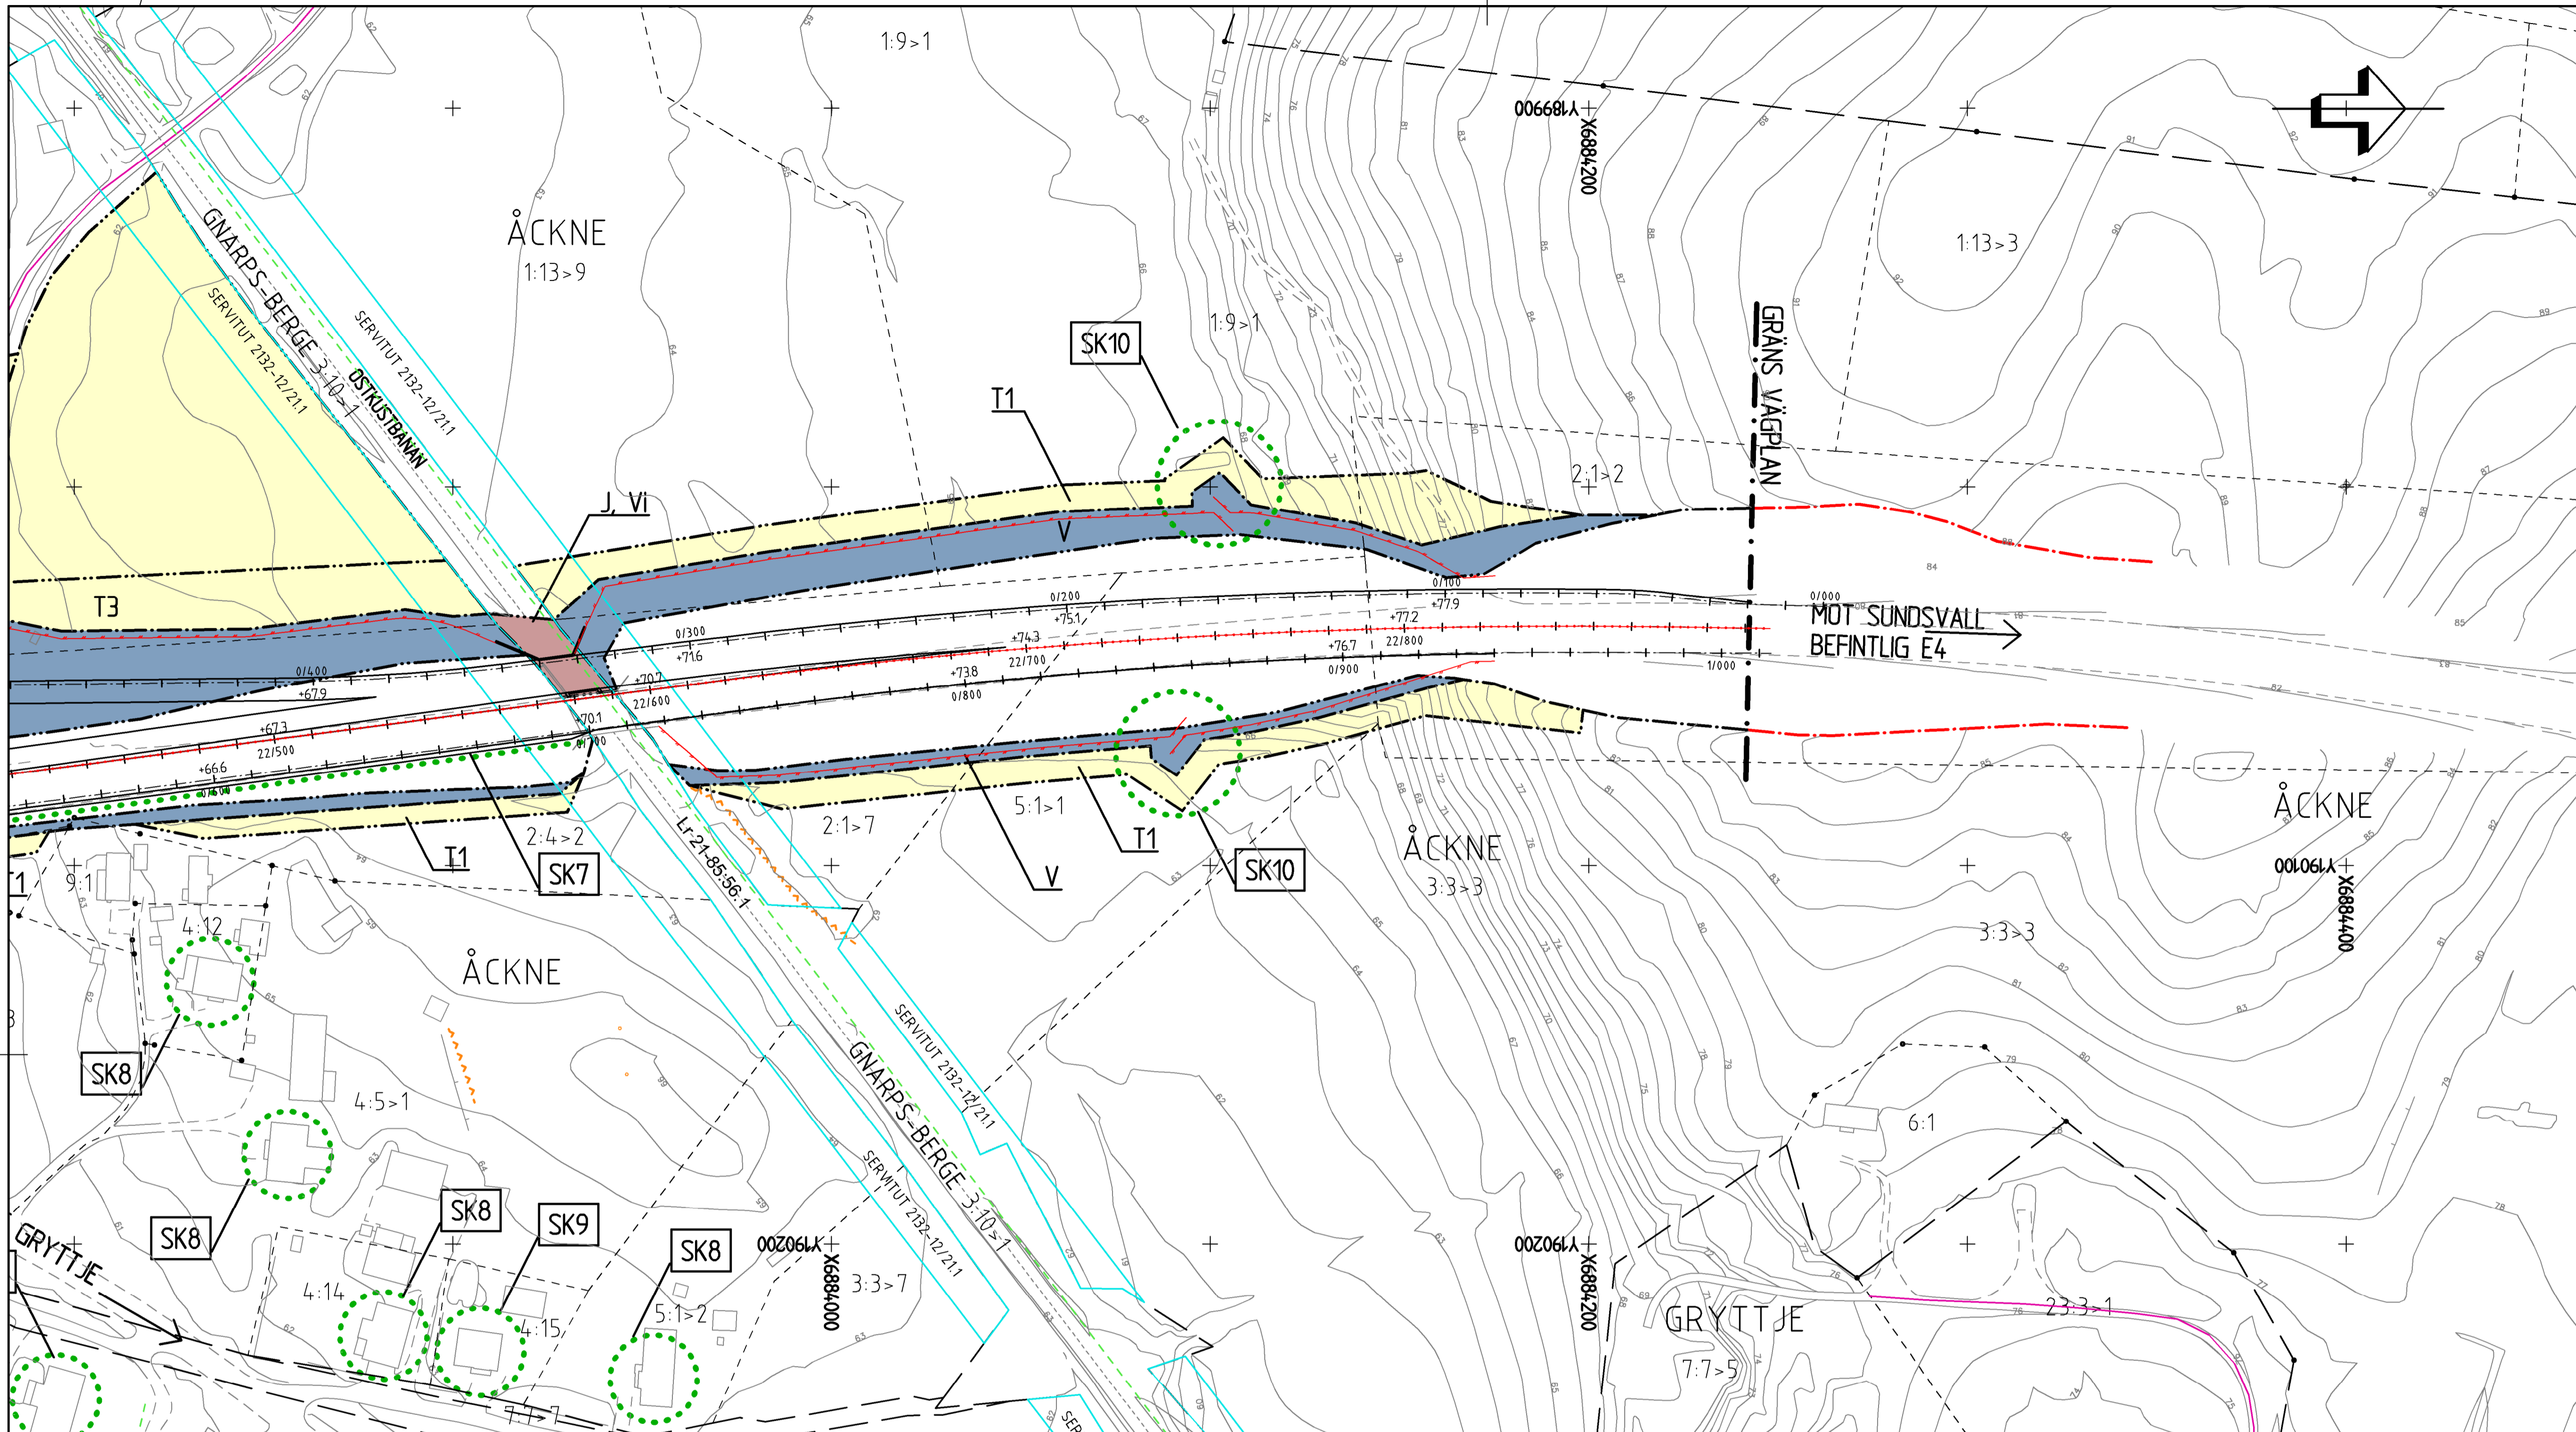 1:9>1
Y189900
X6884200
ÅCKNE
1:13>9
1:13>3
GNARPS-BERGE 3:10>1
ÖSTKUSTBANAN
SERVITUT 2132-12/21.1
SERVITUT 2132-12/21.1
1:9>1
SK10
T1
GRÄNS VÄGPLAN
2:1>2
J, Vi
V
T3
0/400
0/300
0/200
0/100
0/000
+67.9
+71.6
+75.1
+77.9
+67.3
+70.7
+74.3
+77.2
22/500
22/600
22/700
22/800
+66.6
+70.1
+73.8
+76.7
0/600
0/700
0/800
0/900
1/000
84
MOT SUNDSVALL
BEFINTLIG E4
2:4>2
T1
SK7
2:1>7
5:1>1
V
T1
SK10
ÅCKNE
3:3>3
ÅCKNE
Y190100
X6884400
3:3>3
Lr-21-85:56.1
9:1
4:12
ÅCKNE
SK8
4:5>1
SERVITUT 2132-12/21.1
GNARPS-BERGE 3:10>1
SERVITUT 2132-12/21.1
6:1
SK8
SK8
SK9
SK8
GRYTTJE
4:14
4:15
5:1>2
Y190200
X6884000
3:3>7
Y190200
X6884200
GRYTTJE
7:7>5
23:3>1
7:7>7
SER